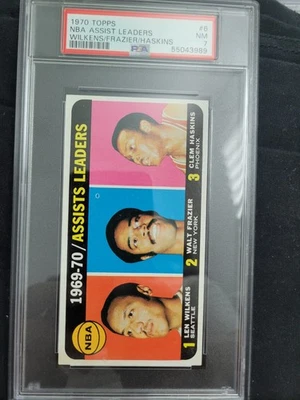 1970 TOPPS #6
NBA ASSIST LEADERS NM
WILKENS/FRAZIER/HASKINS 7
PSA 55043989
1969-70/ASSISTS LEADERS
NBA
1 LEN WILKENS
SEATTLE
2 WALT FRAZIER
NEW YORK
3 CLEM HASKINS
PHOENIX